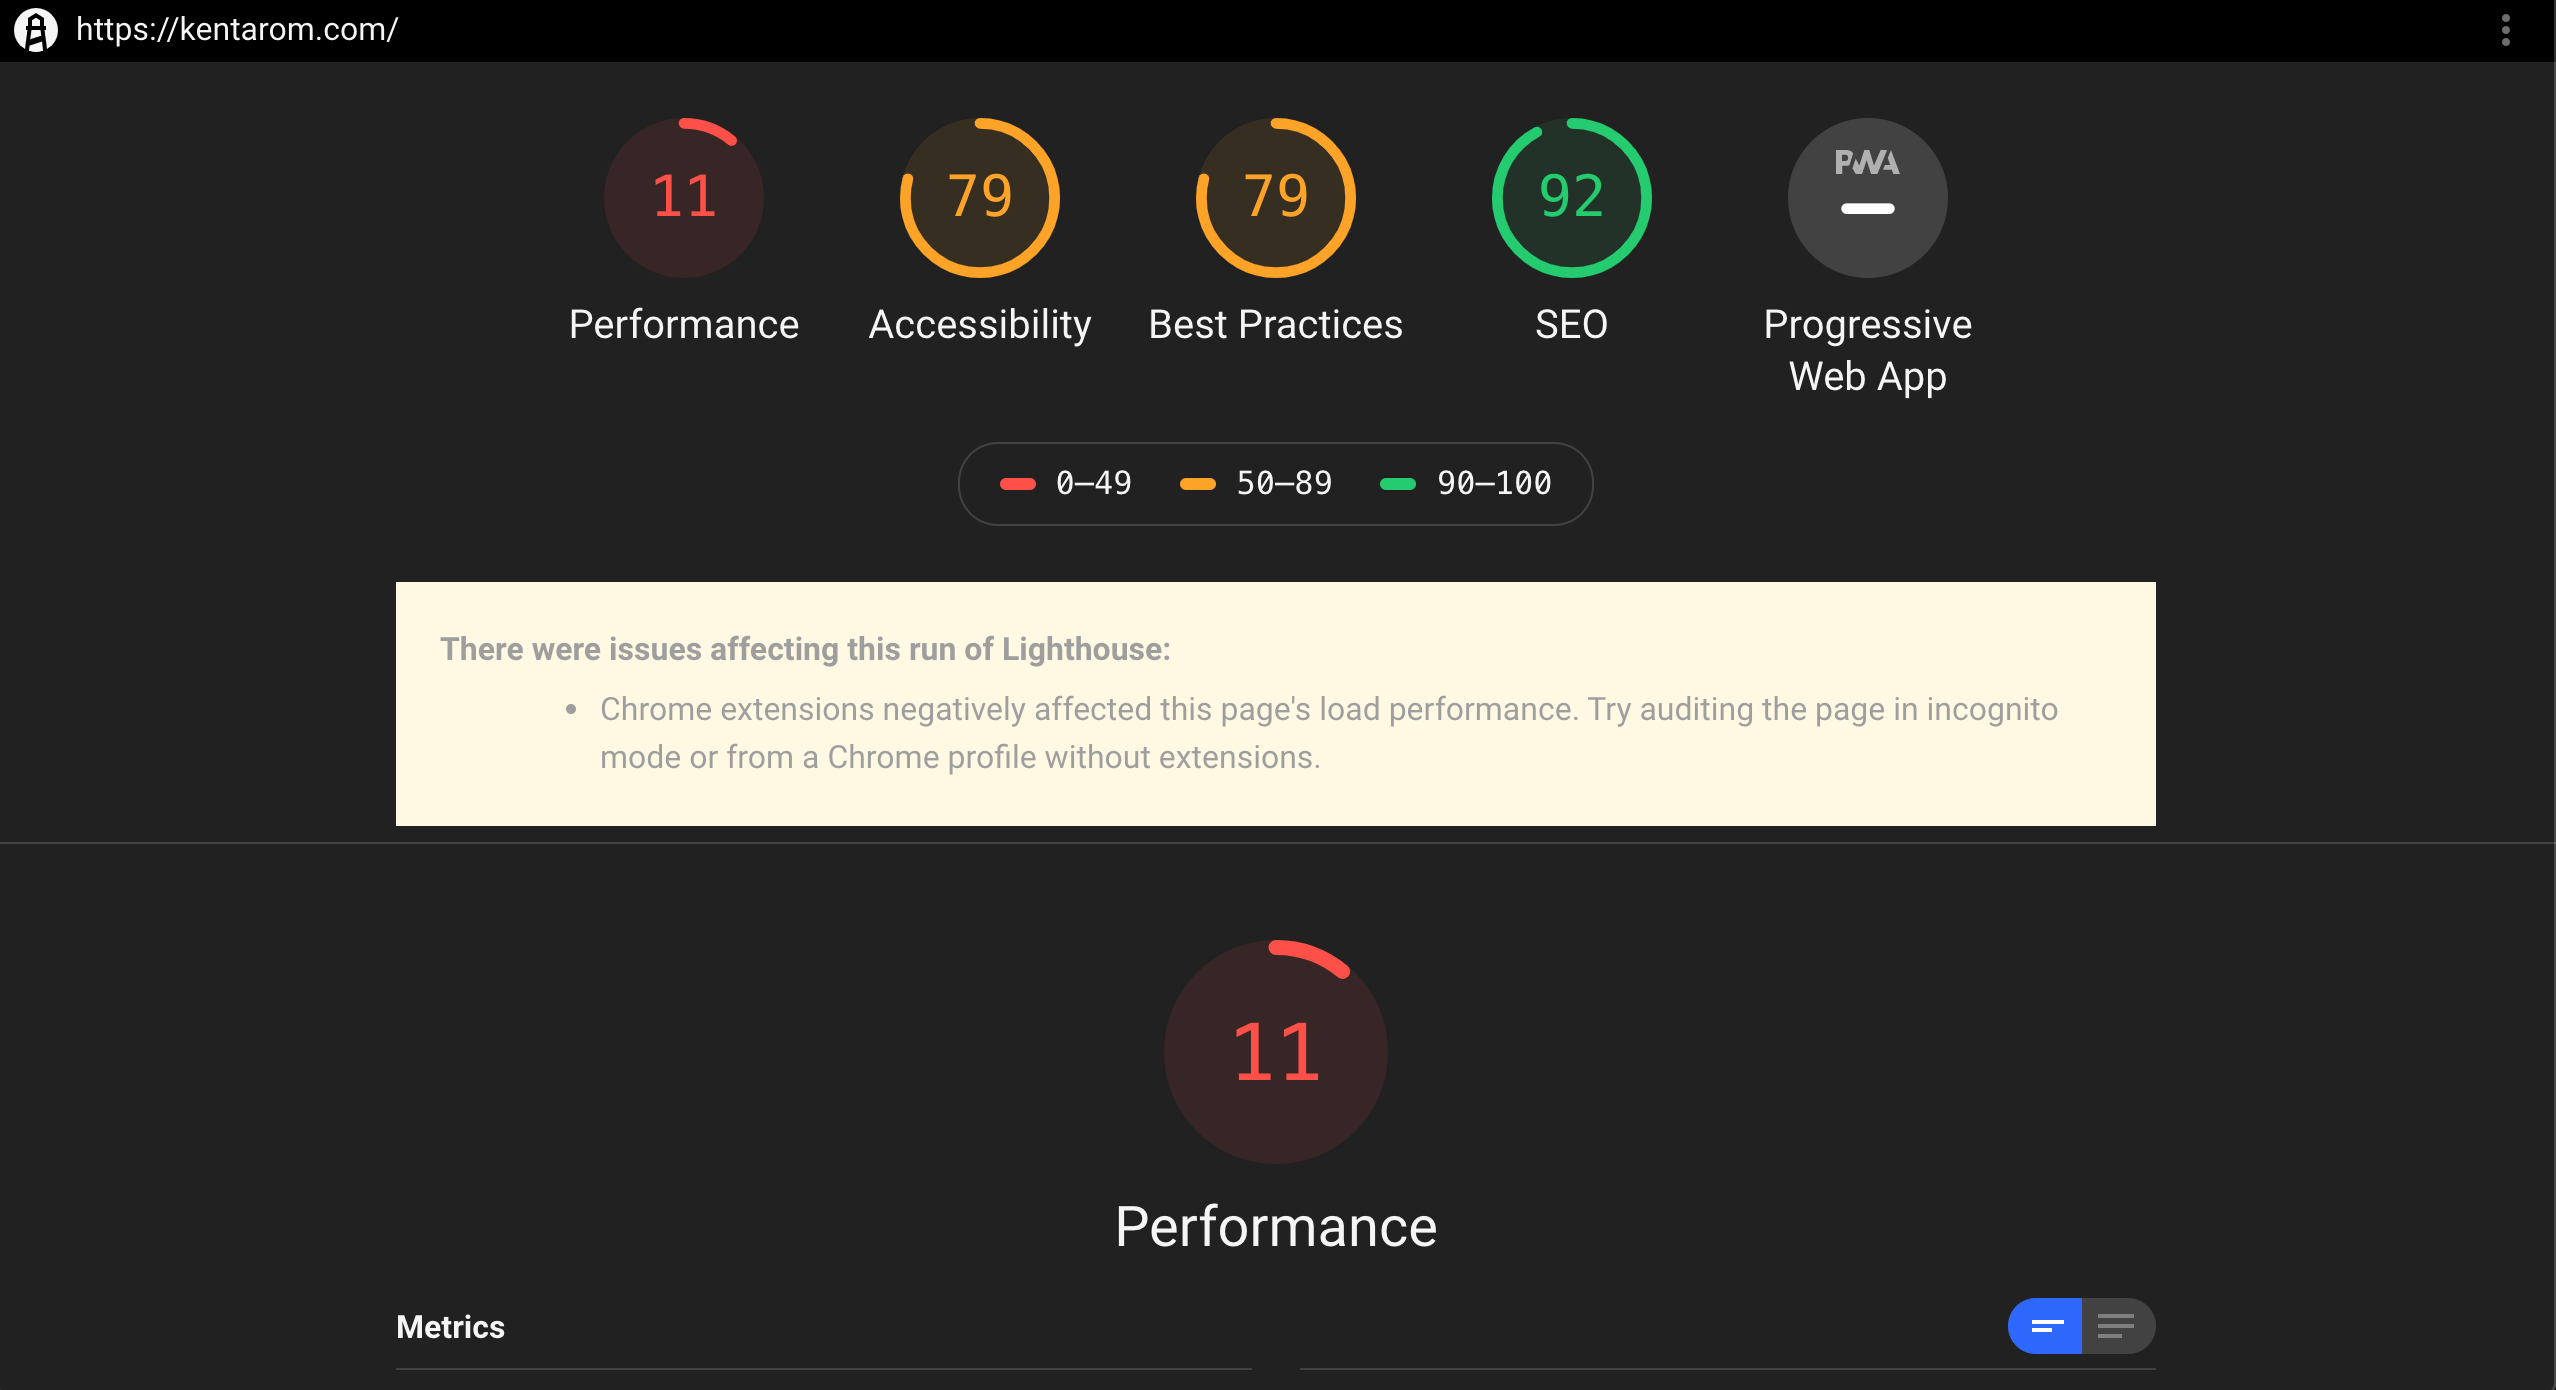 https://kentarom.com/
11
79
79
92
PWA
Performance
Accessibility
Best Practices
SEO
Progressive
Web App
0–49
50–89
90–100
There were issues affecting this run of Lighthouse:
• Chrome extensions negatively affected this page's load performance. Try auditing the page in incognito
mode or from a Chrome profile without extensions.
11
Performance
Metrics